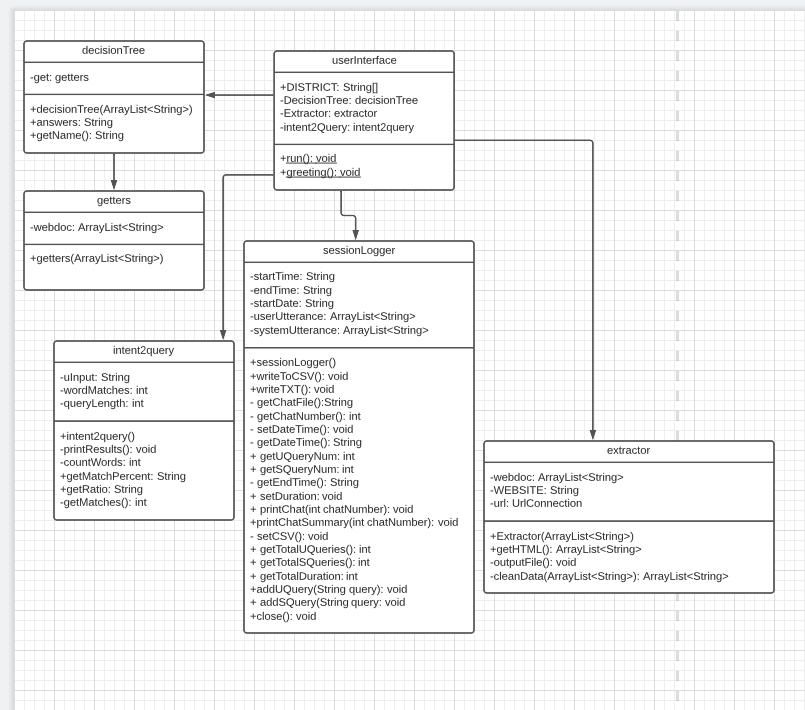 decisionTree
-get: getters
+decisionTree(ArrayList<String>)
+answers: String
+getName(): String
userInterface
+DISTRICT: String[]
-DecisionTree: decisionTree
-Extractor: extractor
-intent2Query: intent2query
+run(): void
+greeting(): void
getters
-webdoc: ArrayList<String>
+getters(ArrayList<String>)
sessionLogger
-startTime: String
-endTime: String
-startDate: String
-userUtterance: ArrayList<String>
-systemUtterance: ArrayList<String>
+sessionLogger()
+writeToCSV(): void
+writeTXT(): void
- getChatFile():String
- getChatNumber(): int
- setDateTime(): void
- getDateTime(): String
+ getUQueryNum: int
+ getSQueryNum: int
- getEndTime(): String
+ setDuration: void
+ printChat(int chatNumber): void
+printChatSummary(int chatNumber): void
- setCSV(): void
+ getTotalUQueries(): int
+ getTotalSQueries(): int
+ getTotalDuration: int
+addUQuery(String query): void
+ addSQuery(String query: void
+close(): void
intent2query
-uInput: String
-wordMatches: int
-queryLength: int
+intent2query()
-printResults(): void
-countWords: int
+getMatchPercent: String
+getRatio: String
-getMatches(): int
extractor
-webdoc: ArrayList<String>
-WEBSITE: String
-url: UrlConnection
+Extractor(ArrayList<String>)
+getHTML(): ArrayList<String>
-outputFile(): void
-cleanData(ArrayList<String>): ArrayList<String>